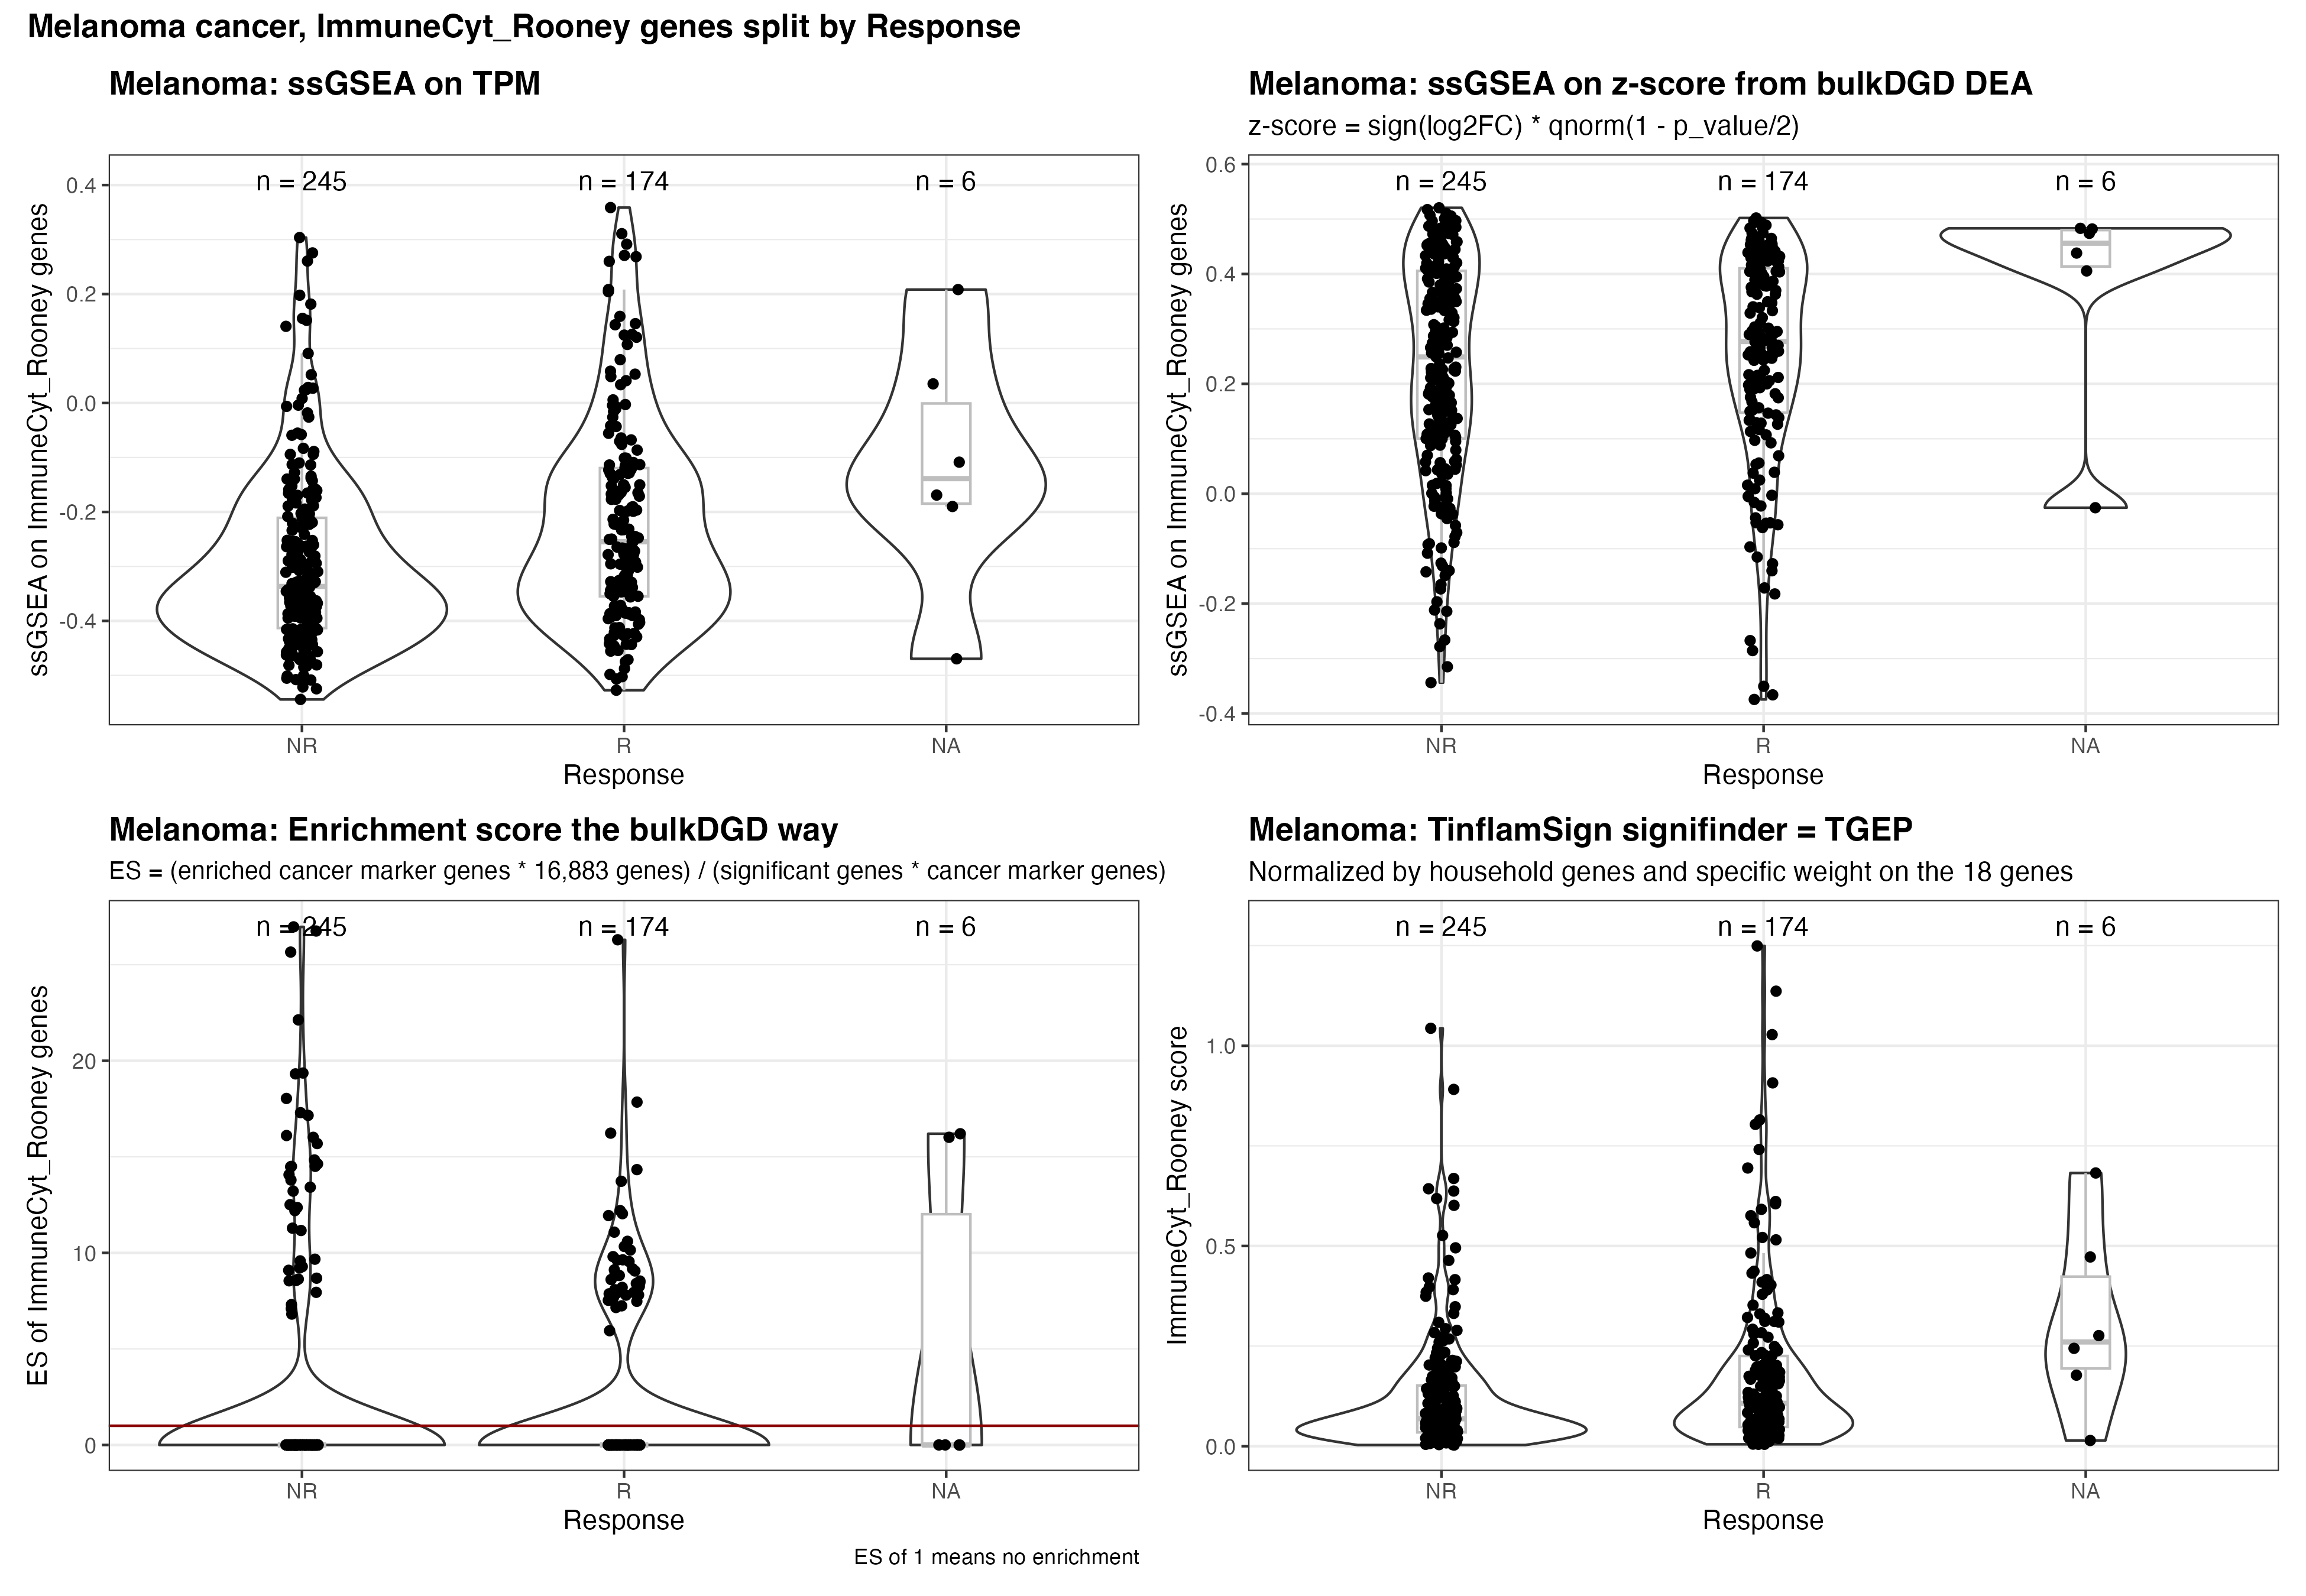 Melanoma cancer, ImmuneCyt_Rooney genes split by Response
Melanoma: ssGSEA on TPM
ssGSEA on ImmuneCyt_Rooney genes
0.4
0.2
0.0
-0.2
-0.4
n = 245
n = 174
n = 6
NR
R
NA
Response
Melanoma: ssGSEA on z-score from bulkDGD DEA
z-score = sign(log2FC) * qnorm(1 - p_value/2)
ssGSEA on ImmuneCyt_Rooney genes
0.6
0.4
0.2
0.0
-0.2
-0.4
n = 245
n = 174
n = 6
NR
R
NA
Response
Melanoma: Enrichment score the bulkDGD way
ES = (enriched cancer marker genes * 16,883 genes) / (significant genes * cancer marker genes)
ES of ImmuneCyt_Rooney genes
20
10
0
n = 245
n = 174
n = 6
NR
R
NA
Response
ES of 1 means no enrichment
Melanoma: TinflamSign signifinder = TGEP
Normalized by household genes and specific weight on the 18 genes
ImmuneCyt_Rooney score
1.0
0.5
0.0
n = 245
n = 174
n = 6
NR
R
NA
Response